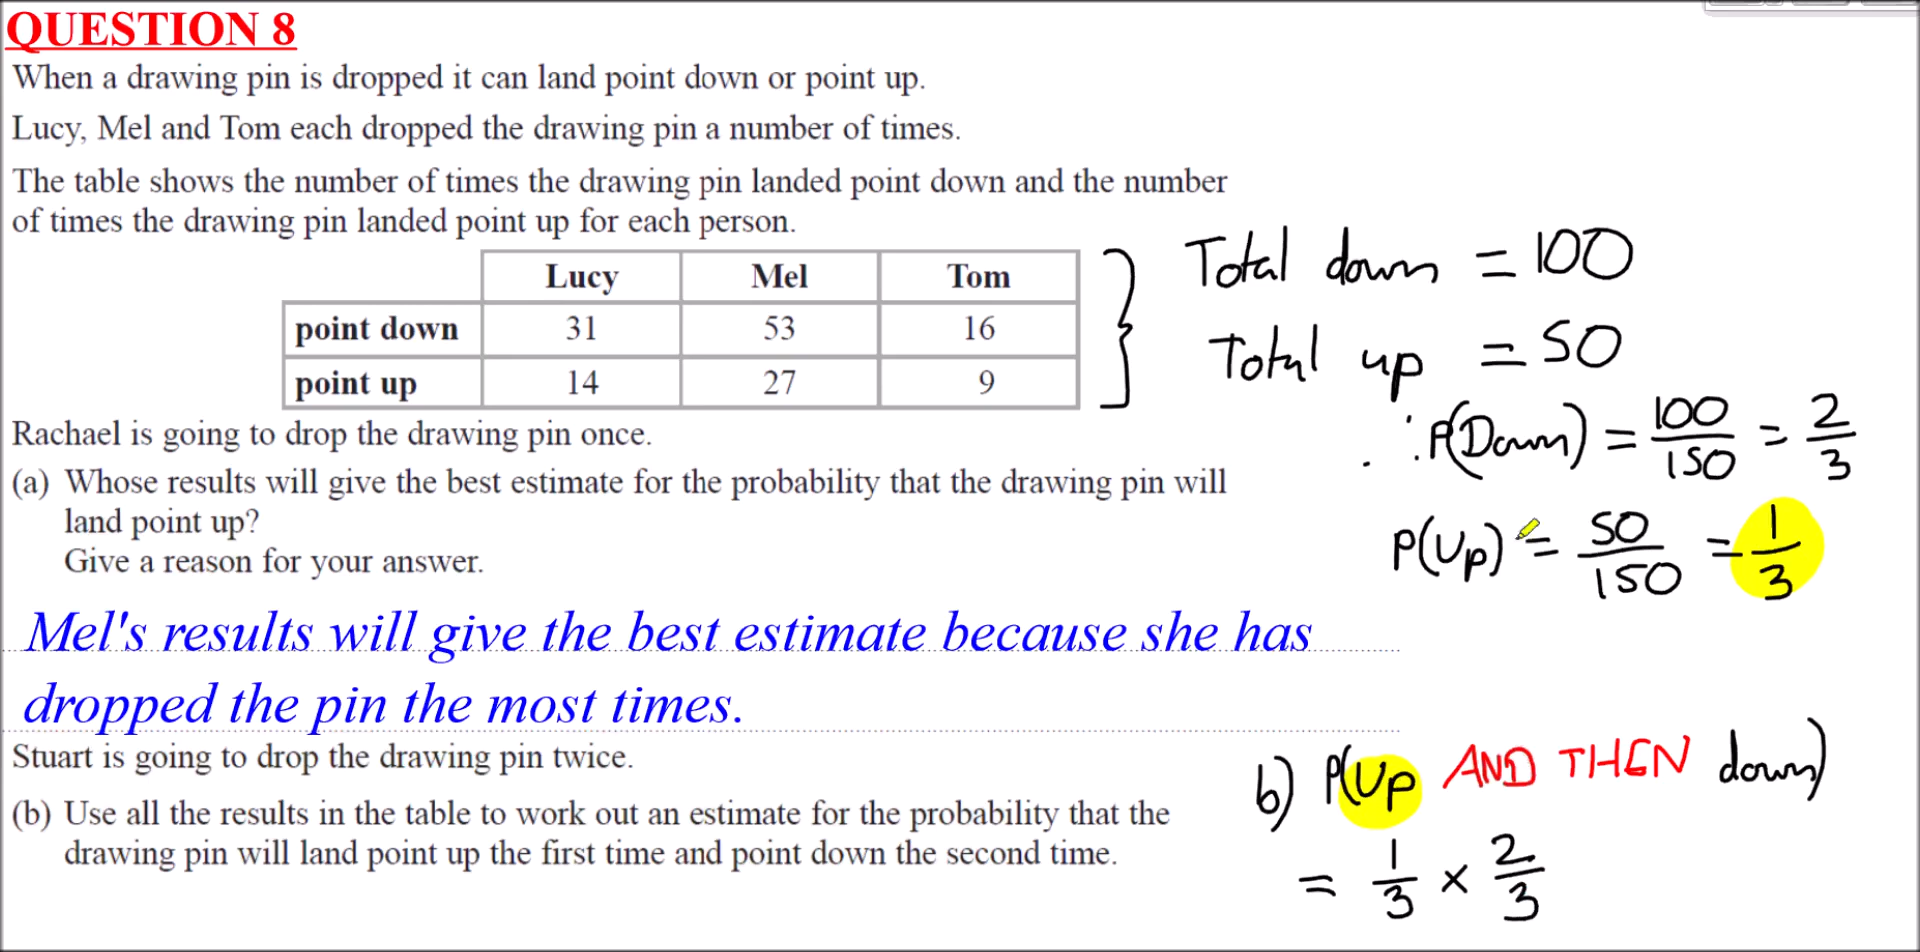 QUESTION 8
When a drawing pin is dropped it can land point down or point up.
Lucy, Mel and Tom each dropped the drawing pin a number of times.
The table shows the number of times the drawing pin landed point down and the number
of times the drawing pin landed point up for each person.
Lucy Mel Tom
point down 31 53 16
point up 14 27 9
Total down = 100
Total up = 50
∴ P(Down) = 100/150 = 2/3
P(Up) = 50/150 = 1/3
Rachael is going to drop the drawing pin once.
(a) Whose results will give the best estimate for the probability that the drawing pin will
land point up?
Give a reason for your answer.
Mel's results will give the best estimate because she has
dropped the pin the most times.
Stuart is going to drop the drawing pin twice.
(b) Use all the results in the table to work out an estimate for the probability that the
drawing pin will land point up the first time and point down the second time.
b) P(Up AND THEN down)
= 1/3 × 2/3